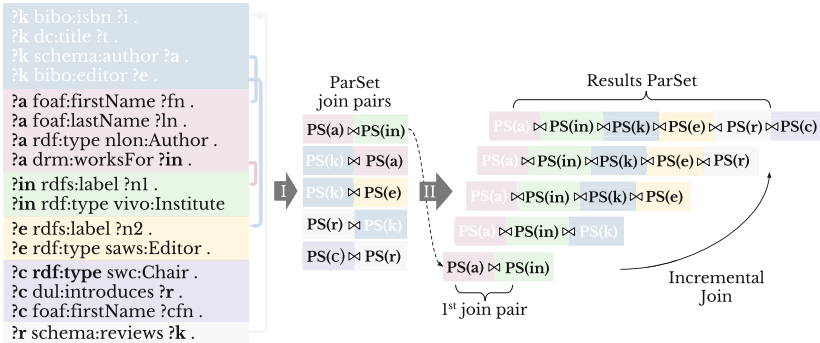 ?k bibo:isbn ?i .
?k dc:title ?t .
?k schema:author ?a .
?k bibo:editor ?e .
?a foaf:firstName ?fn .
?a foaf:lastName ?ln .
?a rdf:type nlon:Author .
?a drm:worksFor ?in .
?in rdfs:label ?n1 .
?in rdf:type vivo:Institute
?e rdfs:label ?n2 .
?e rdf:type saws:Editor .
?c rdf:type swc:Chair .
?c dul:introduces ?r .
?c foaf:firstName ?cfn .
?r schema:reviews ?k .
I
ParSet
join pairs
PS(a) ⋈ PS(in)
PS(k) ⋈ PS(a)
PS(k) ⋈ PS(e)
PS(r) ⋈ PS(k)
PS(c) ⋈ PS(r)
II
Results ParSet
PS(a) ⋈ PS(in) ⋈ PS(k) ⋈ PS(e) ⋈ PS(r) ⋈ PS(c)
PS(a) ⋈ PS(in) ⋈ PS(k) ⋈ PS(e) ⋈ PS(r)
PS(a) ⋈ PS(in) ⋈ PS(k) ⋈ PS(e)
PS(a) ⋈ PS(in) ⋈ PS(k)
PS(a) ⋈ PS(in)
1st join pair
Incremental
Join